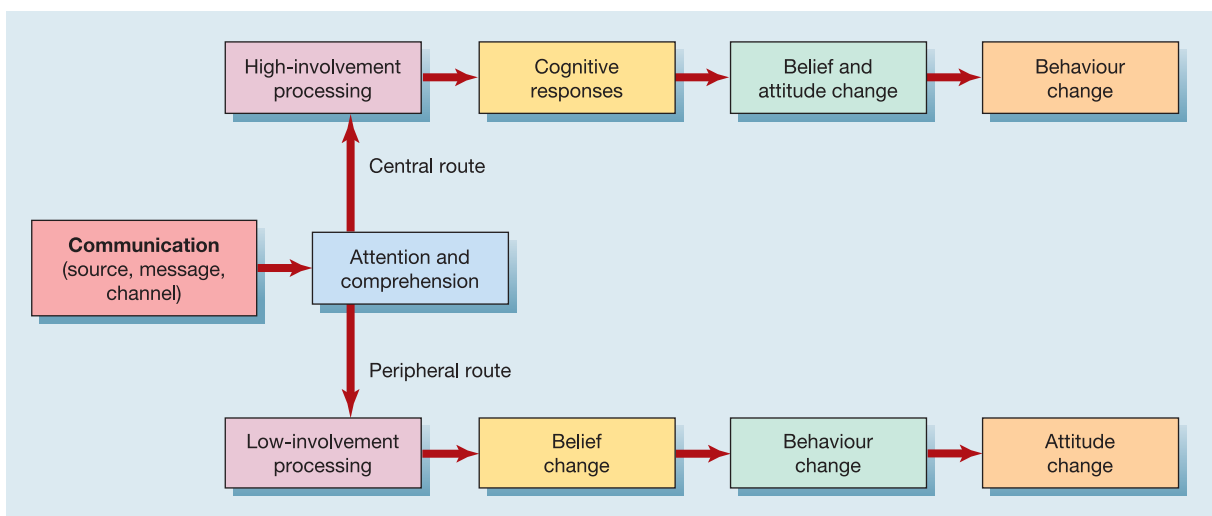 High-involvement
processing
Cognitive
responses
Belief and
attitude change
Behaviour
change
Central route
Communication
(source, message,
channel)
Attention and
comprehension
Peripheral route
Low-involvement
processing
Belief
change
Behaviour
change
Attitude
change